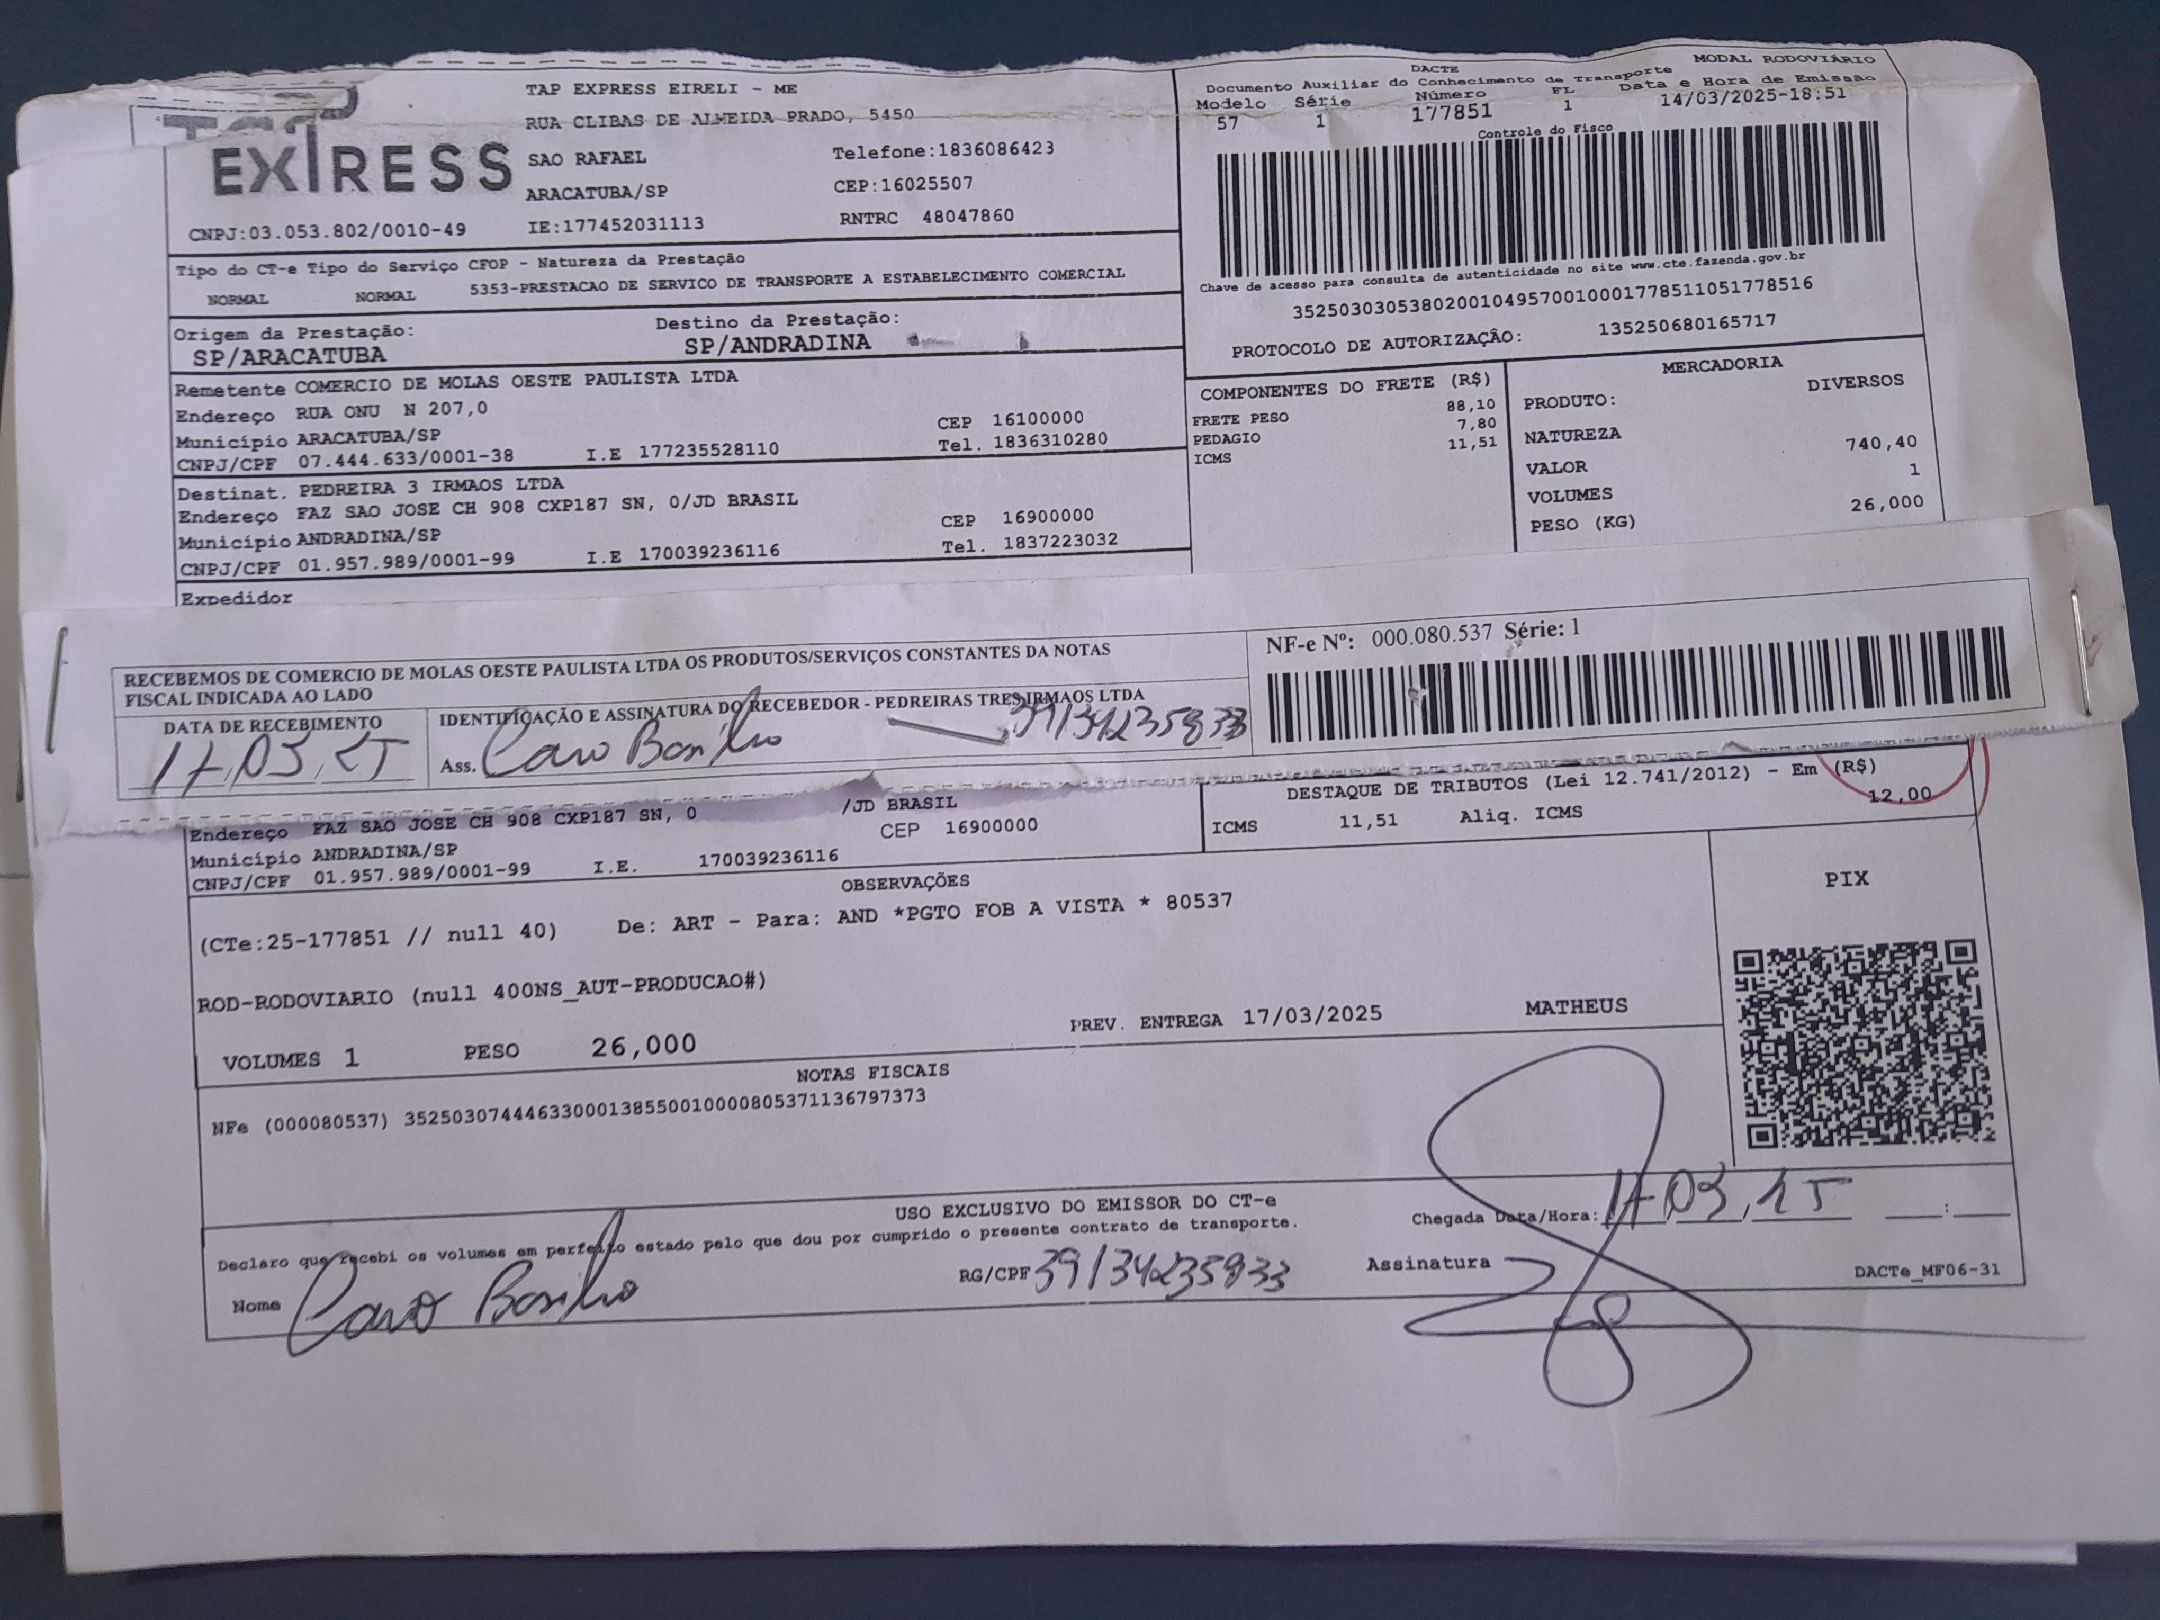 TAP EXPRESS EIRELI - ME
RUA CLIBAS DE ALMEIDA PRADO, 5450
EXPRESS
SAO RAFAEL Telefone:1836086423
ARACATUBA/SP CEP:16025507
CNPJ:03.053.802/0010-49 IE:177452031113 RNTRC 48047860
DACTE MODAL RODOVIÁRIO
Documento Auxiliar do Conhecimento de Transporte
Modelo Série Número FL Data e Hora de Emissão
57 1 177851 1 14/03/2025-18:51
Controle do Fisco
Chave de acesso para consulta de autenticidade no site www.cte.fazenda.gov.br
35250303053802001049570010001778511051778516
PROTOCOLO DE AUTORIZAÇÂO: 135250680165717
Tipo do CT-e Tipo do Serviço CFOP - Natureza da Prestação
NORMAL NORMAL 5353-PRESTACAO DE SERVICO DE TRANSPORTE A ESTABELECIMENTO COMERCIAL
Origem da Prestação: Destino da Prestação:
SP/ARACATUBA SP/ANDRADINA
Remetente COMERCIO DE MOLAS OESTE PAULISTA LTDA
Endereço RUA ONU N 207,0 CEP 16100000
Município ARACATUBA/SP Tel. 1836310280
CNPJ/CPF 07.444.633/0001-38 I.E 177235528110
Destinat. PEDREIRA 3 IRMAOS LTDA
Endereço FAZ SAO JOSE CH 908 CXP187 SN, 0/JD BRASIL
Município ANDRADINA/SP CEP 16900000
CNPJ/CPF 01.957.989/0001-99 I.E 170039236116 Tel. 1837223032
Expedidor
COMPONENTES DO FRETE (R$)
FRETE PESO 88,10
PEDAGIO 7,80
ICMS 11,51
MERCADORIA
PRODUTO: DIVERSOS
NATUREZA
VALOR 740,40
VOLUMES 1
PESO (KG) 26,000
RECEBEMOS DE COMERCIO DE MOLAS OESTE PAULISTA LTDA OS PRODUTOS/SERVIÇOS CONSTANTES DA NOTAS
FISCAL INDICADA AO LADO
DATA DE RECEBIMENTO IDENTIFICAÇÃO E ASSINATURA DO RECEBEDOR - PEDREIRAS TRES IRMAOS LTDA
17,03,25 Ass. 39134235833
NF-e Nº: 000.080.537 Série: 1
Endereço FAZ SAO JOSE CH 908 CXP187 SN, 0 /JD BRASIL
Município ANDRADINA/SP CEP 16900000
CNPJ/CPF 01.957.989/0001-99 I.E. 170039236116
DESTAQUE DE TRIBUTOS (Lei 12.741/2012) - Em (R$)
ICMS 11,51 Aliq. ICMS 12,00
OBSERVAÇÕES
(CTe:25-177851 // null 40) De: ART - Para: AND *PGTO FOB A VISTA * 80537
ROD-RODOVIARIO (null 400NS_AUT-PRODUCAO#)
VOLUMES 1 PESO 26,000 PREV. ENTREGA 17/03/2025 MATHEUS
PIX
NOTAS FISCAIS
NFe (000080537) 35250307444633000138550010000805371136797373
USO EXCLUSIVO DO EMISSOR DO CT-e
Declaro que recebi os volumes em perfeito estado pelo que dou por cumprido o presente contrato de transporte.
Chegada Data/Hora: 17,03,25 :
Nome RG/CPF 39134235833 Assinatura
DACTe_MF06-31